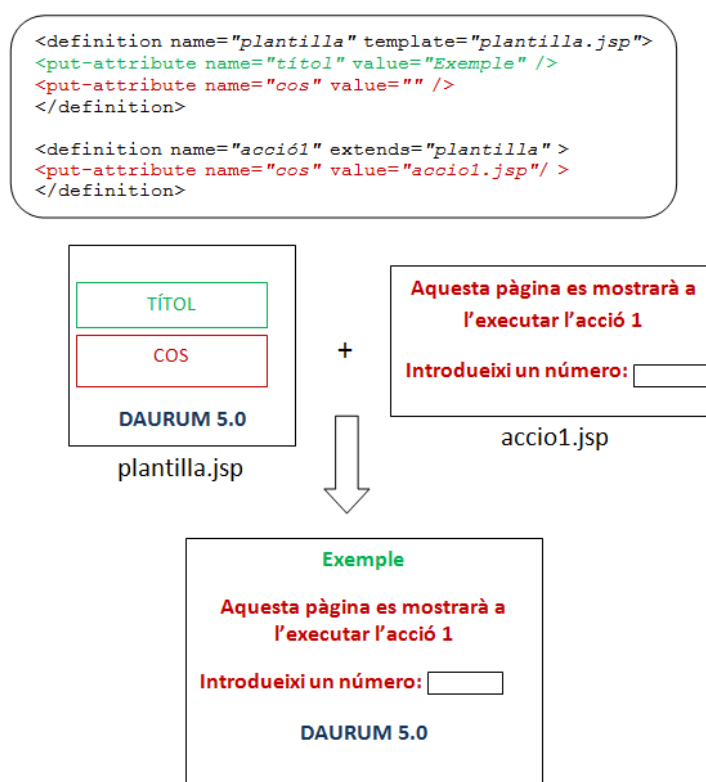 <definition name="plantilla" template="plantilla.jsp">
<put-attribute name="títol" value="Exemple" />
<put-attribute name="cos" value="" />
</definition>
<definition name="acció1" extends="plantilla" >
<put-attribute name="cos" value="accio1.jsp"/ >
</definition>
TÍTOL
COS
DAURUM 5.0
plantilla.jsp
+
Aquesta pàgina es mostrarà a
l'executar l'acció 1
Introdueixi un número:
accio1.jsp
Exemple
Aquesta pàgina es mostrarà a
l'executar l'acció 1
Introdueixi un número:
DAURUM 5.0